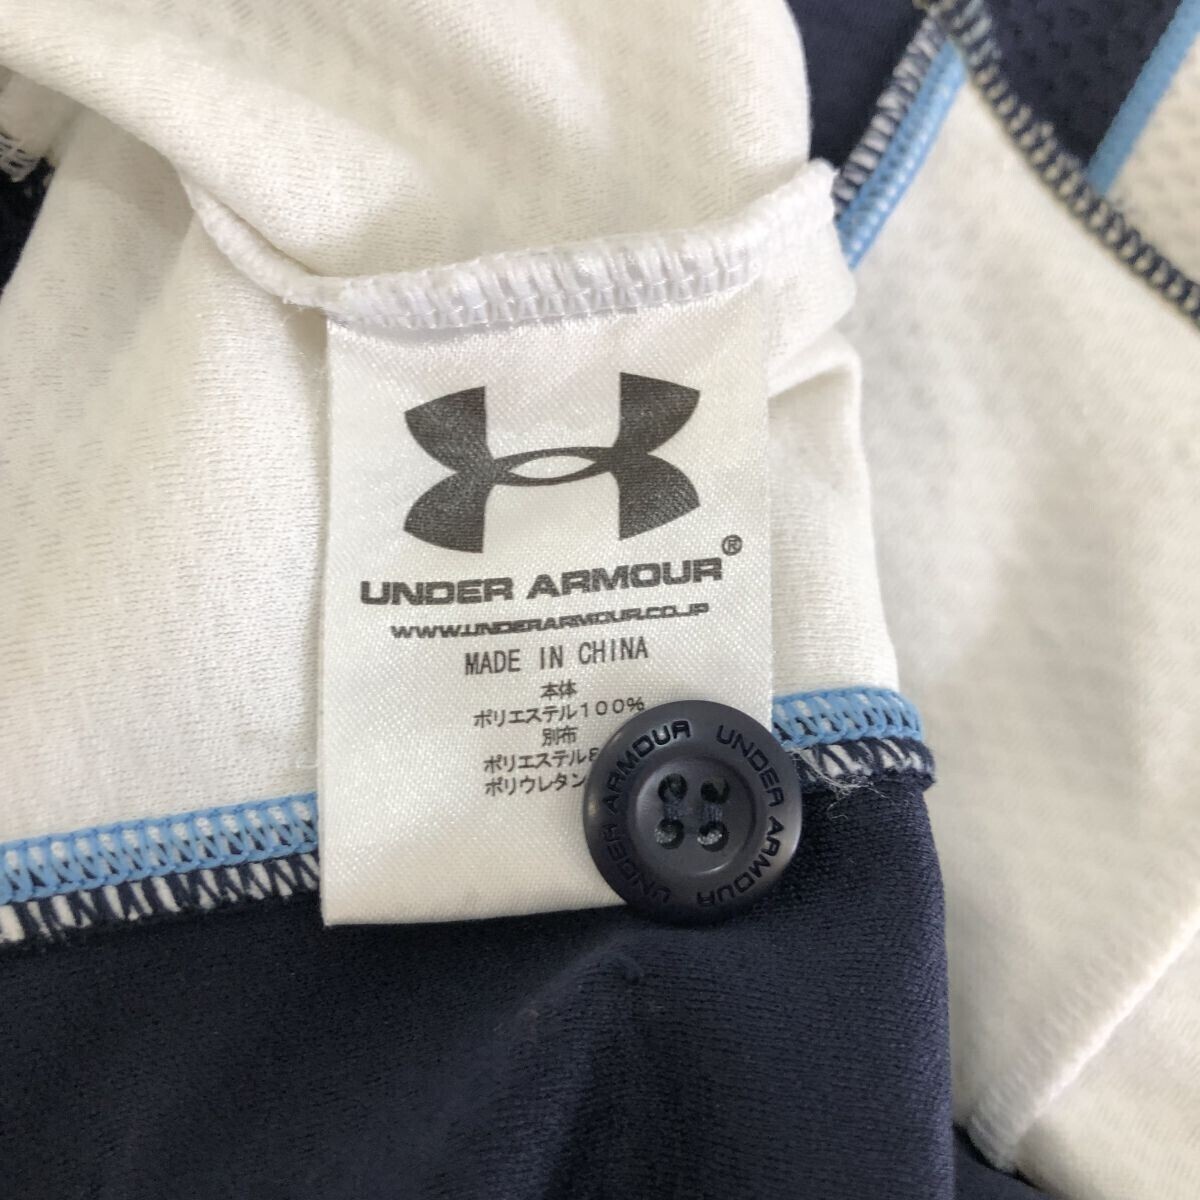 UNDER ARMOUR®
WWW.UNDERARMOUR.CO.JP
MADE IN CHINA
本体
ポリエステル100%
別布
ポリエステル8
ポリウレタン
UNDER ARMOUR UNDER ARMOUR